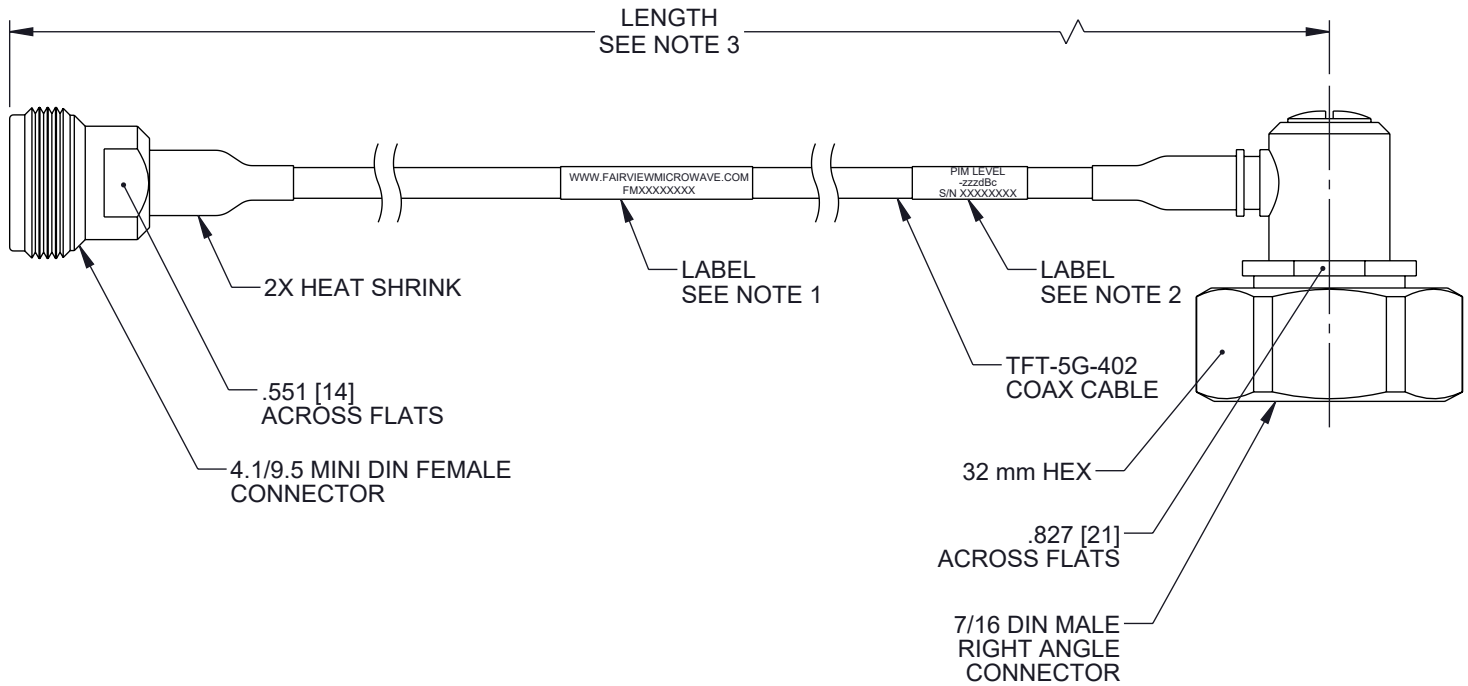 LENGTH
SEE NOTE 3
WWW.FAIRVIEWMICROWAVE.COM
FMXXXXXXXX
PIM LEVEL
-zzzdBc
S/N XXXXXXXX
2X HEAT SHRINK
LABEL
SEE NOTE 1
LABEL
SEE NOTE 2
TFT-5G-402
COAX CABLE
.551 [14]
ACROSS FLATS
4.1/9.5 MINI DIN FEMALE
CONNECTOR
32 mm HEX
.827 [21]
ACROSS FLATS
7/16 DIN MALE
RIGHT ANGLE
CONNECTOR